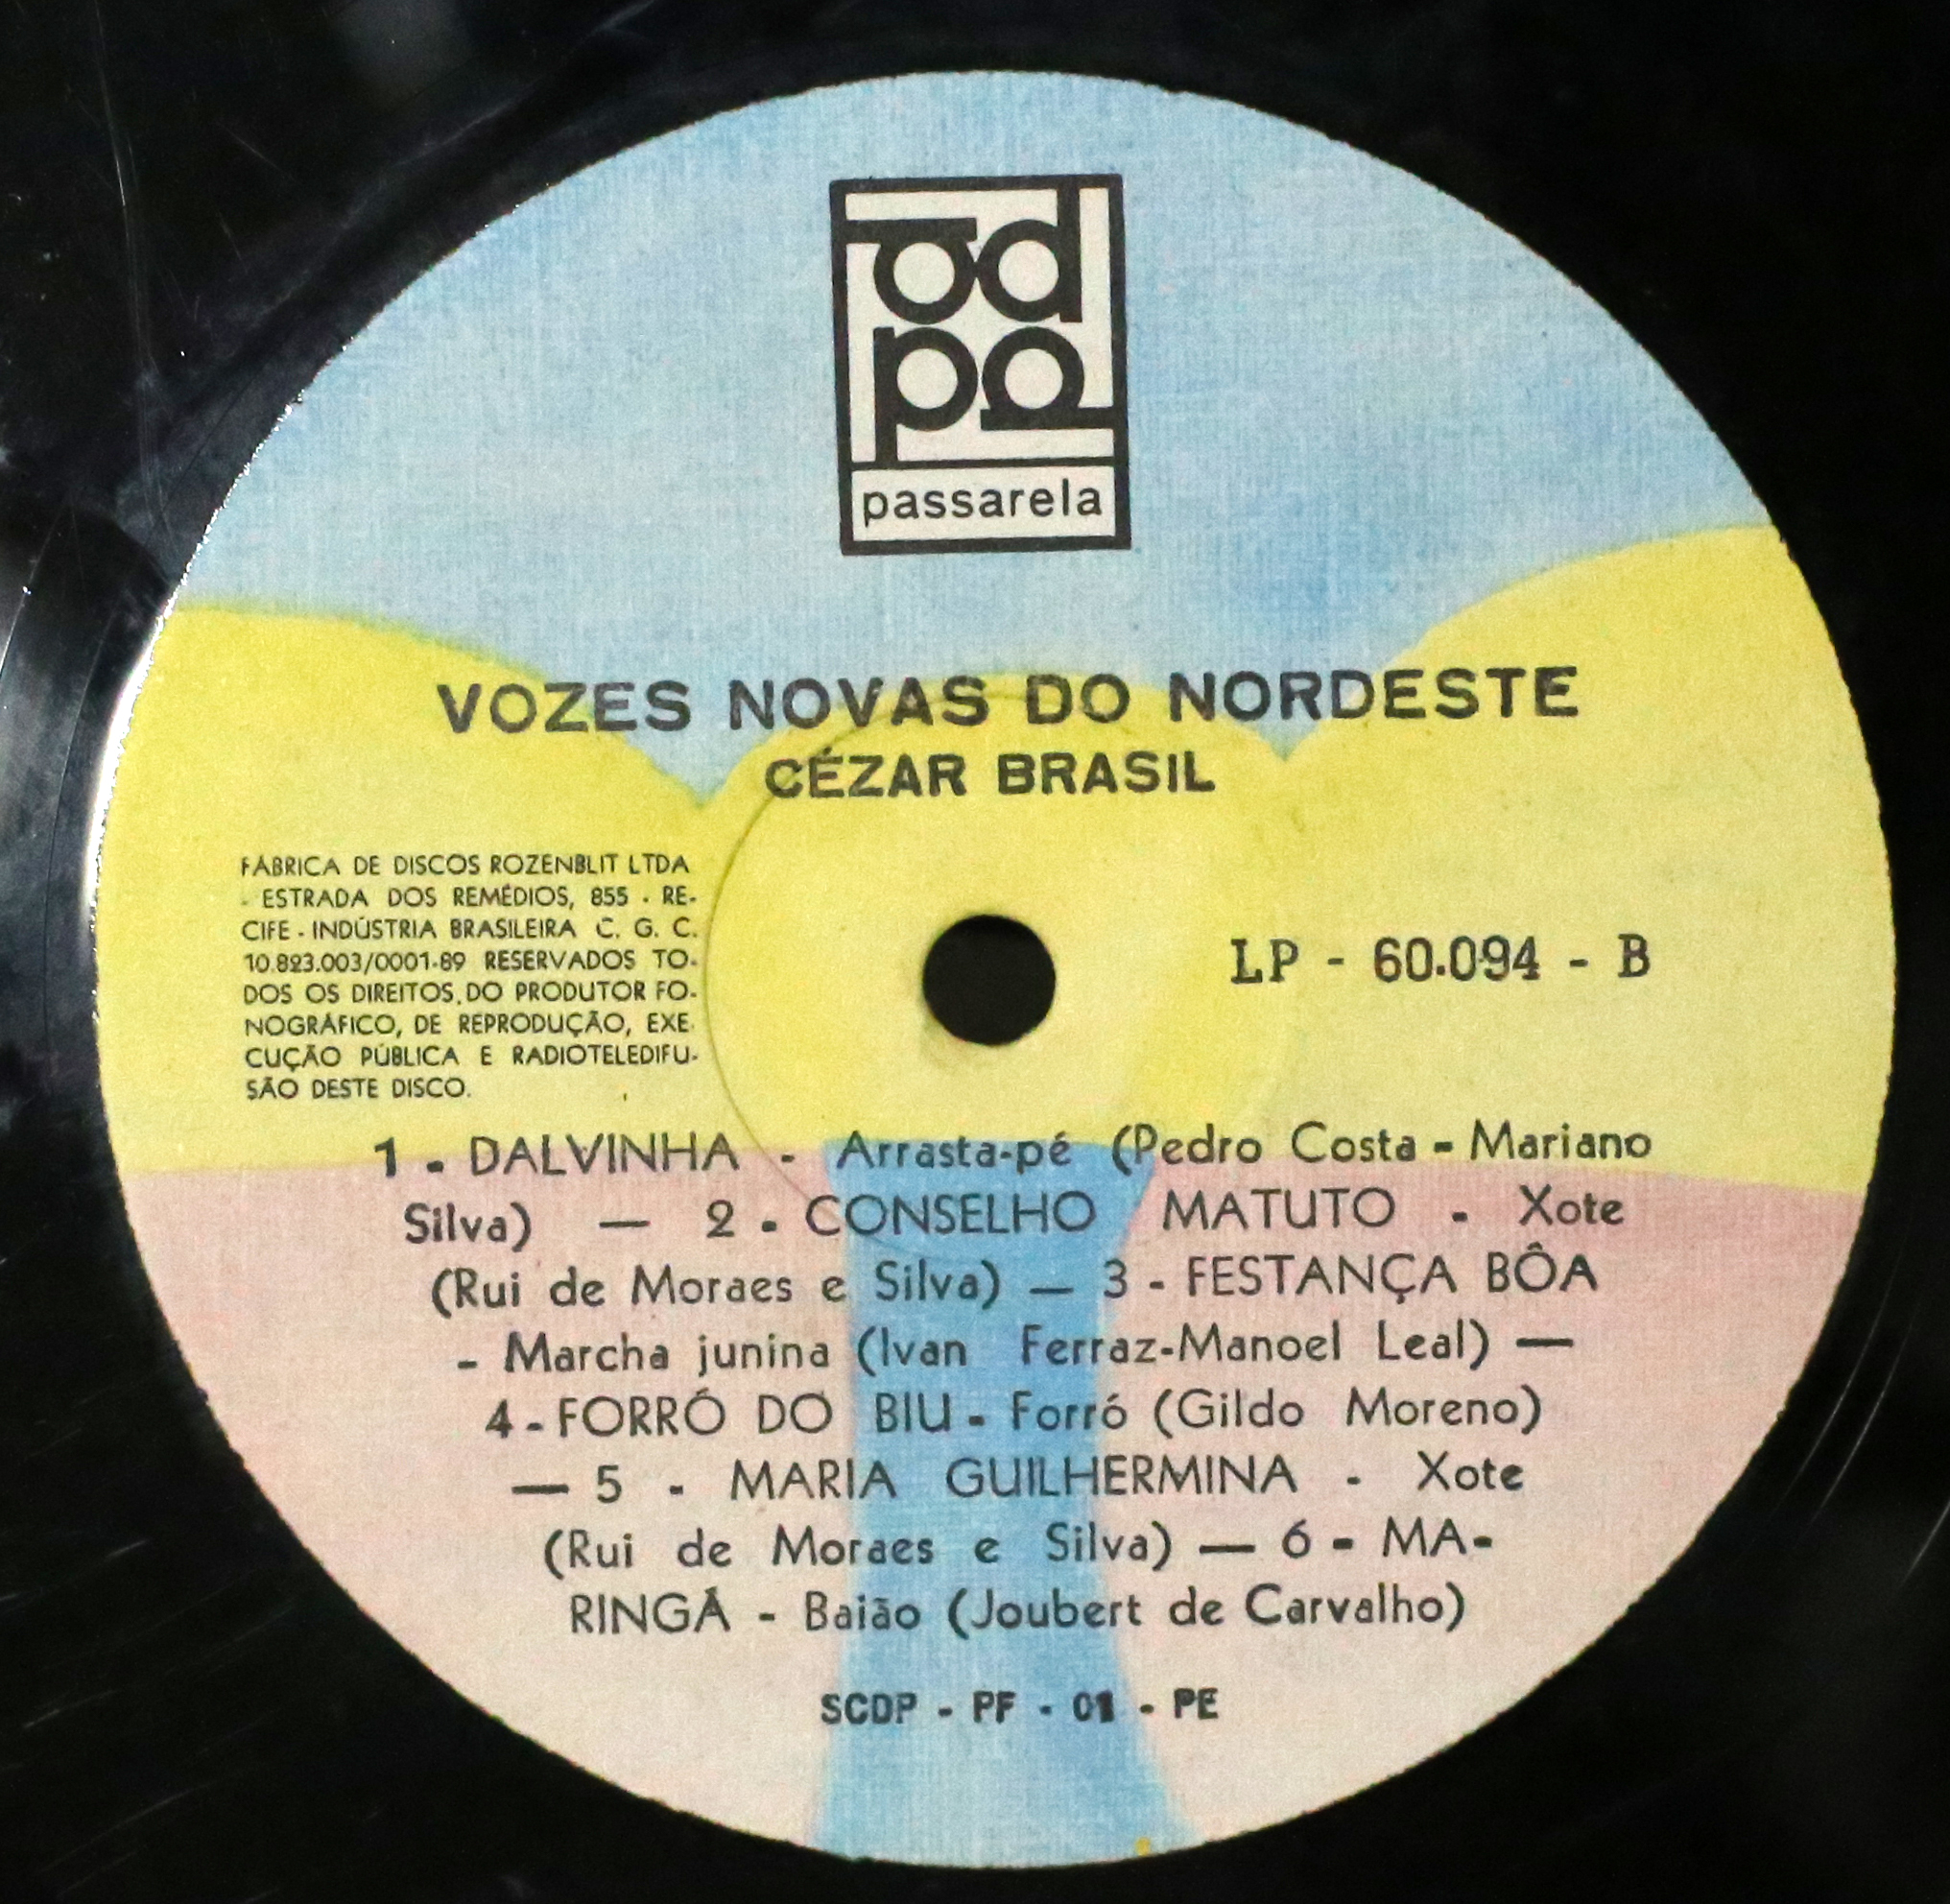 passarela
VOZES NOVAS DO NORDESTE
CÉZAR BRASIL
FÁBRICA DE DISCOS ROZENBLIT LTDA
- ESTRADA DOS REMÉDIOS, 855 - RE-
CIFE - INDÚSTRIA BRASILEIRA C. G. C.
10.823.003/0001-89 RESERVADOS TO-
DOS OS DIREITOS, DO PRODUTOR FO-
NOGRÁFICO, DE REPRODUÇÃO, EXE-
CUÇÃO PÚBLICA E RADIOTELEDIFU-
SÃO DESTE DISCO.
LP - 60.094 - B
1 - DALVINHA - Arrasta-pé (Pedro Costa - Mariano
Silva) — 2 - CONSELHO MATUTO - Xote
(Rui de Moraes e Silva) — 3 - FESTANÇA BÔA
- Marcha junina (Ivan Ferraz-Manoel Leal) —
4 - FORRÓ DO BIU - Forró (Gildo Moreno)
— 5 - MARIA GUILHERMINA - Xote
(Rui de Moraes e Silva) — 6 - MA-
RINGÁ - Baião (Joubert de Carvalho)
SCDP - PF - 01 - PE